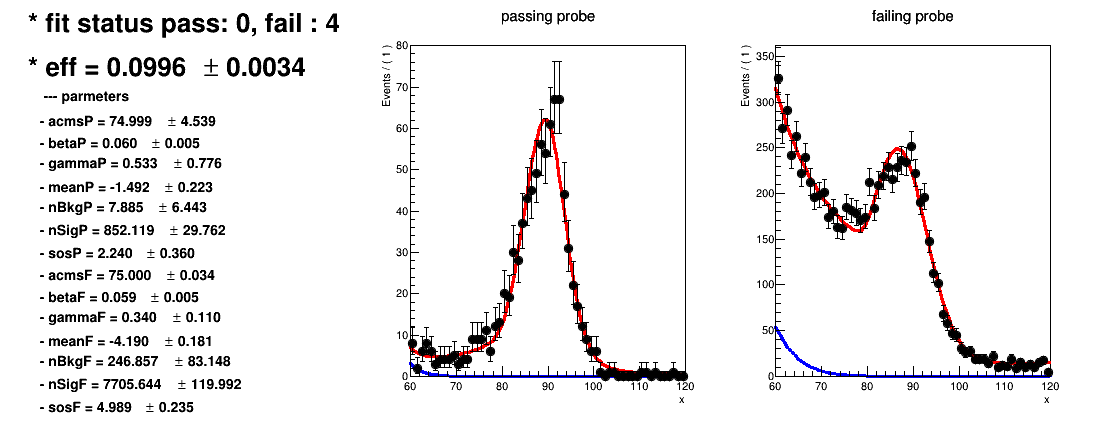 * fit status pass: 0, fail : 4
* eff = 0.0996 ± 0.0034
--- parmeters
- acmsP = 74.999 ± 4.539
- betaP = 0.060 ± 0.005
- gammaP = 0.533 ± 0.776
- meanP = -1.492 ± 0.223
- nBkgP = 7.885 ± 6.443
- nSigP = 852.119 ± 29.762
- sosP = 2.240 ± 0.360
- acmsF = 75.000 ± 0.034
- betaF = 0.059 ± 0.005
- gammaF = 0.340 ± 0.110
- meanF = -4.190 ± 0.181
- nBkgF = 246.857 ± 83.148
- nSigF = 7705.644 ± 119.992
- sosF = 4.989 ± 0.235
passing probe
Events / ( 1 )
80
70
60
50
40
30
20
10
0
60 70 80 90 100 110 120
x
failing probe
Events / ( 1 )
350
300
250
200
150
100
50
0
60 70 80 90 100 110 120
x